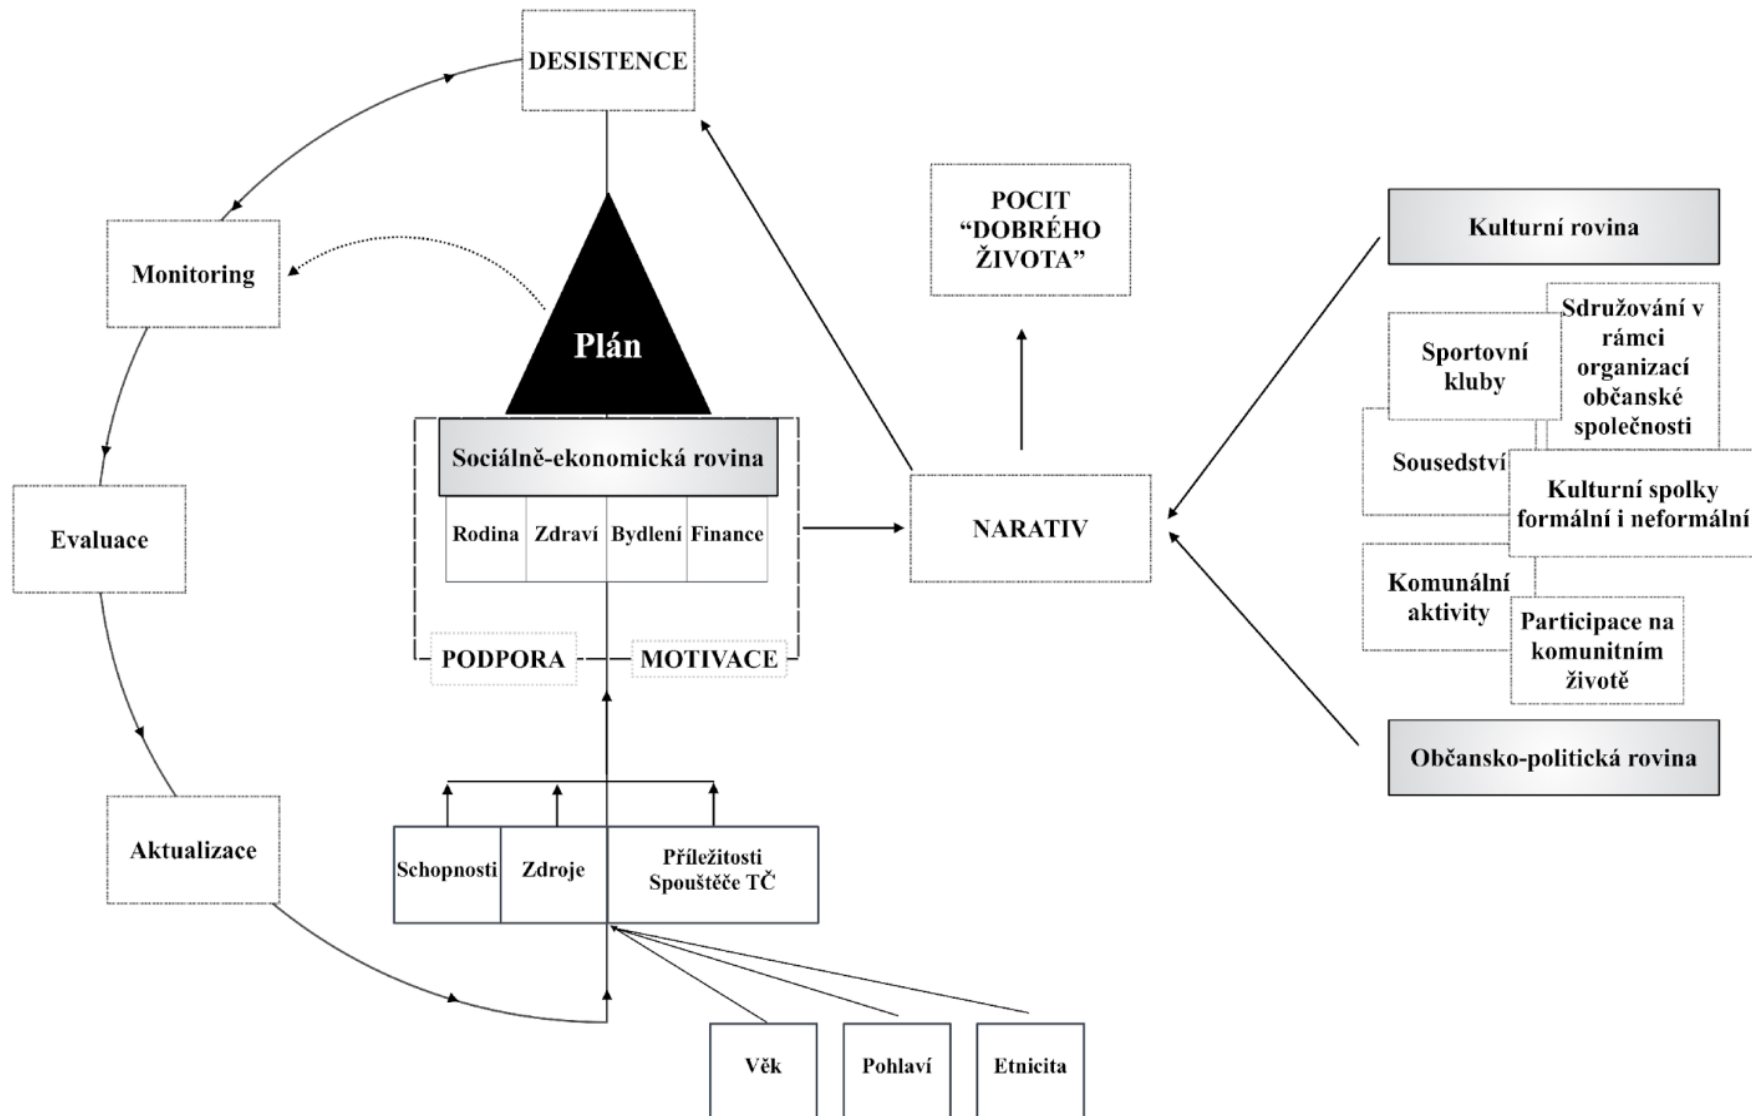 DESISTENCE
POCIT
“DOBRÉHO
ŽIVOTA”
Kulturní rovina
Monitoring
Sdružování v
rámci
organizací
občanské
společnosti
Sportovní
kluby
Plán
Sociálně-ekonomická rovina
Sousedství
Kulturní spolky
formální i neformální
Rodina
Zdraví
Bydlení
Finance
NARATIV
Evaluace
Komunální
aktivity
Participace na
komunitním
životě
PODPORA
MOTIVACE
Občansko-politická rovina
Aktualizace
Schopnosti
Zdroje
Příležitosti
Spouštěče TČ
Věk
Pohlaví
Etnicita